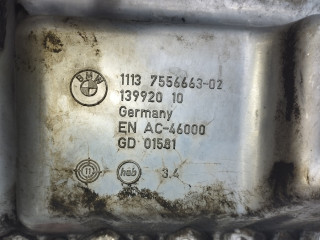 BMW
1113 7556663-02
139920 10
Germany
EN AC-46000
GD 01581
hab 3.4